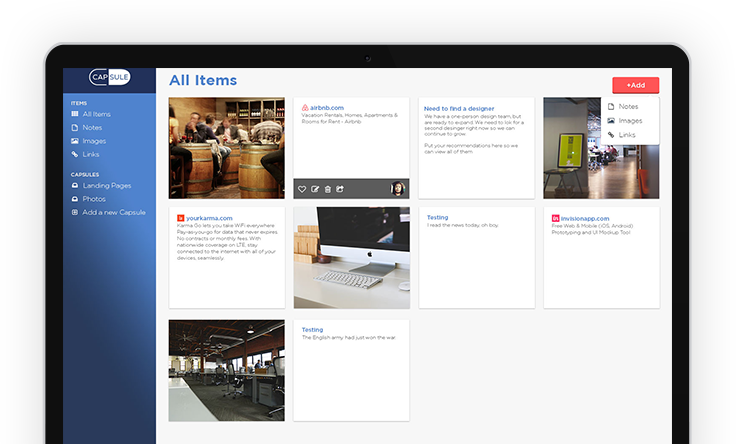 CAPSULE
All Items
+Add
ITEMS
All Items
Notes
Images
Links
CAPSULES
Landing Pages
Photos
Add a new Capsule
airbnb.com
Vacation Rentals, Homes, Apartments &
Rooms for Rent - Airbnb
Need to find a designer
We have a one-person design team, but
are ready to expand. We need to lok for a
second desinger right now so we can
continue to grow.
Put your recommendations here so we
can view all of them.
Notes
Images
Links
yourkarma.com
Karma Go lets you take WiFi everywhere.
Pay-as-you-go for data that never expires.
No contracts or monthly fees. With
nationwide coverage on LTE, stay
connected to the internet with all of your
devices, seamlessly.
Testing
I read the news today, oh boy.
in
invisionapp.com
Free Web & Mobile (iOS, Android)
Prototyping and UI Mockup Tool
Testing
The English army had just won the war